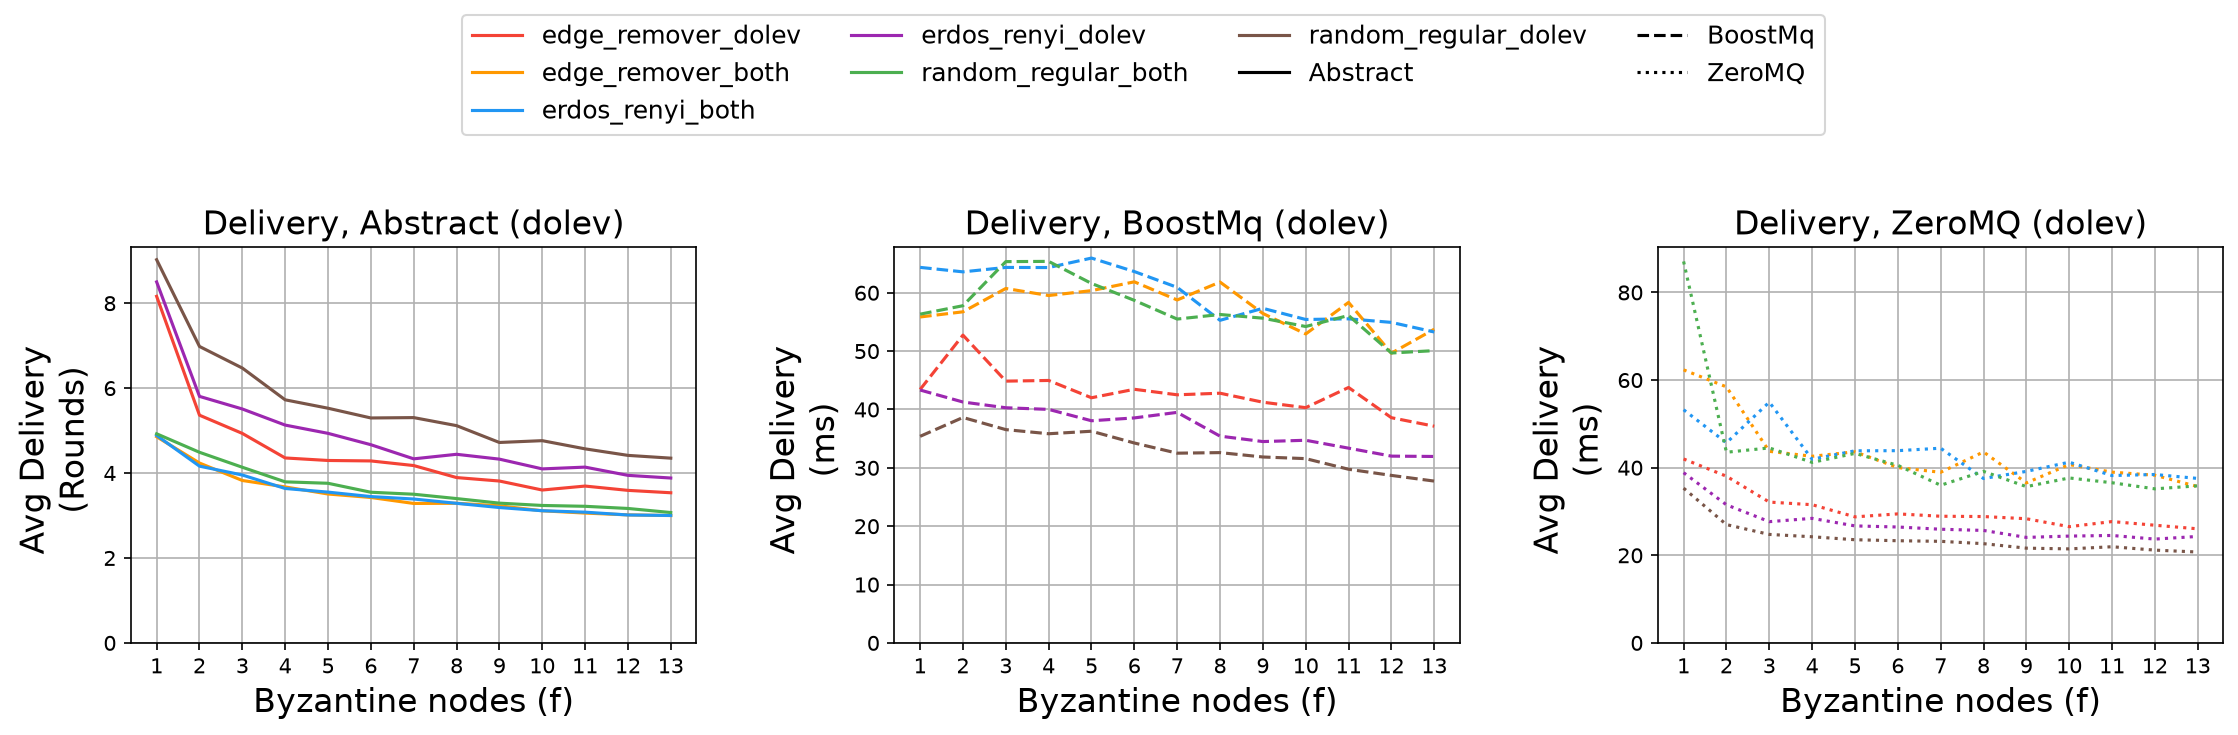 edge_remover_dolev
edge_remover_both
erdos_renyi_both
erdos_renyi_dolev
random_regular_both
random_regular_dolev
Abstract
BoostMq
ZeroMQ
Delivery, Abstract (dolev)
Avg Delivery
(Rounds)
8
6
4
2
0
1 2 3 4 5 6 7 8 9 10 11 12 13
Byzantine nodes (f)
Delivery, BoostMq (dolev)
Avg Delivery
(ms)
60
50
40
30
20
10
0
1 2 3 4 5 6 7 8 9 10 11 12 13
Byzantine nodes (f)
Delivery, ZeroMQ (dolev)
Avg Delivery
(ms)
80
60
40
20
0
1 2 3 4 5 6 7 8 9 10 11 12 13
Byzantine nodes (f)